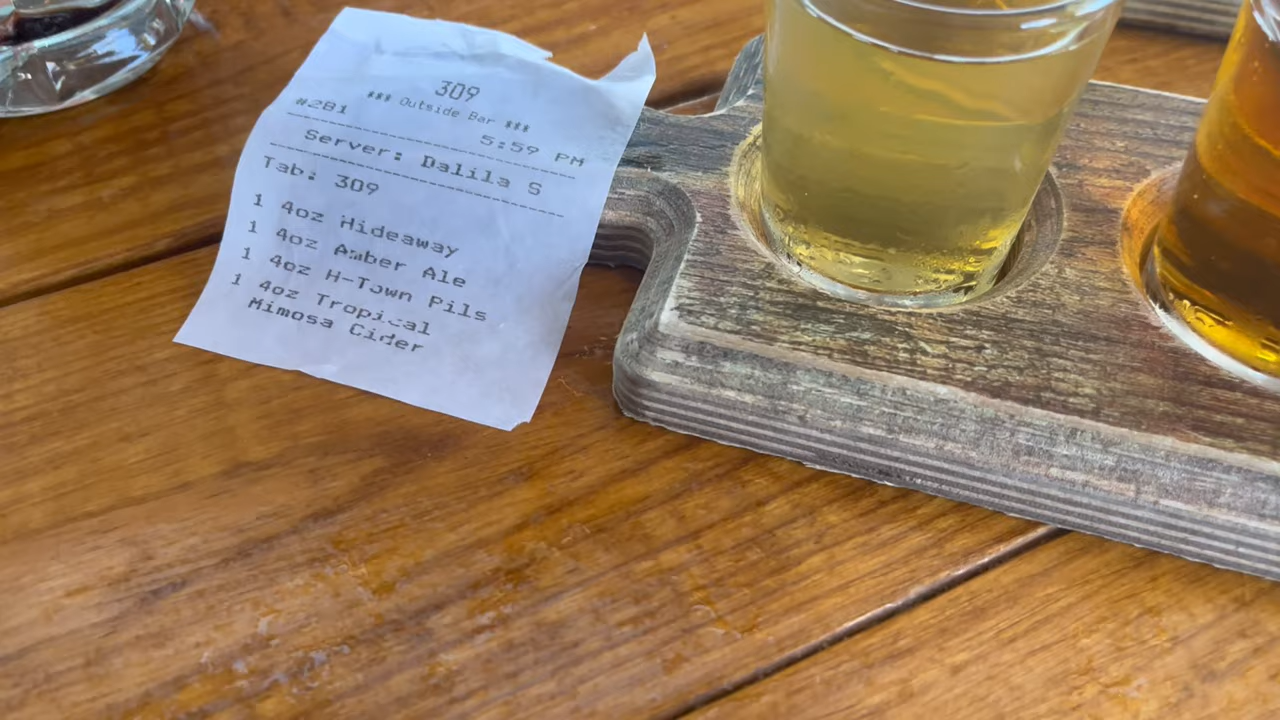 309
*** Outside Bar ***
#281 5:59 PM
Server: Dalila S
Tab: 309
1 4oz Hideaway
1 4oz Amber Ale
1 4oz H-Town Pils
1 4oz Tropical
Mimosa Cider